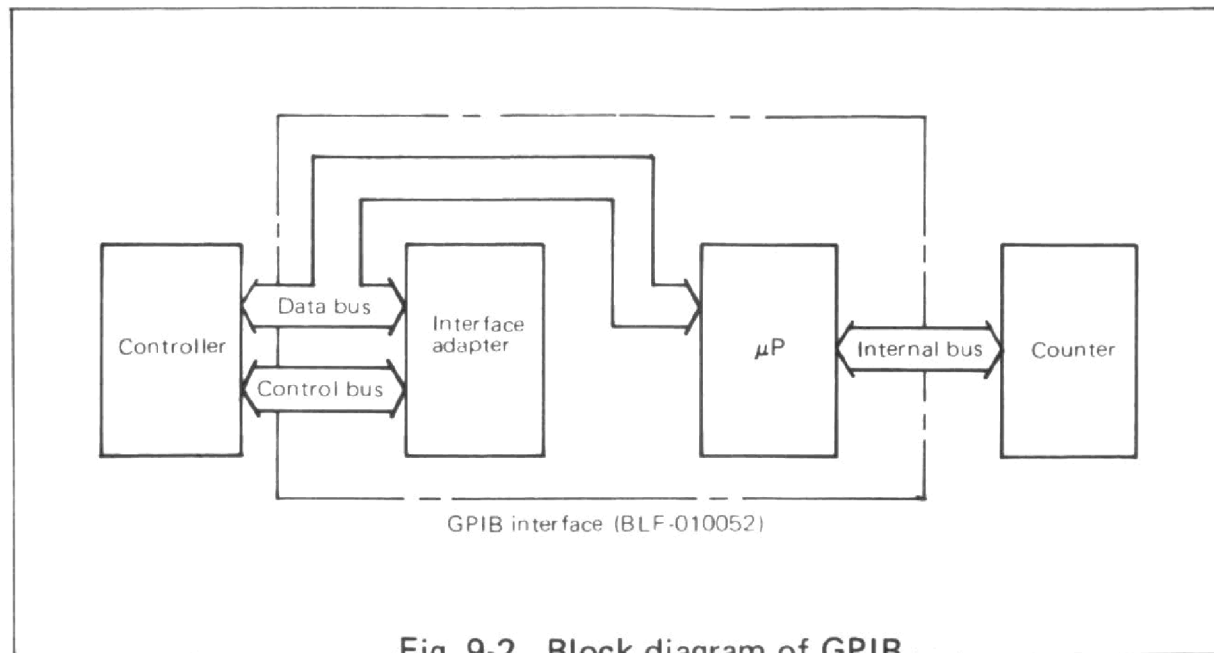 Data bus
Controller
Interface
adapter
μP
Internal bus
Counter
Control bus
GPIB interface (BLF-010052)
Fig. 9-2 Block diagram of GPIB